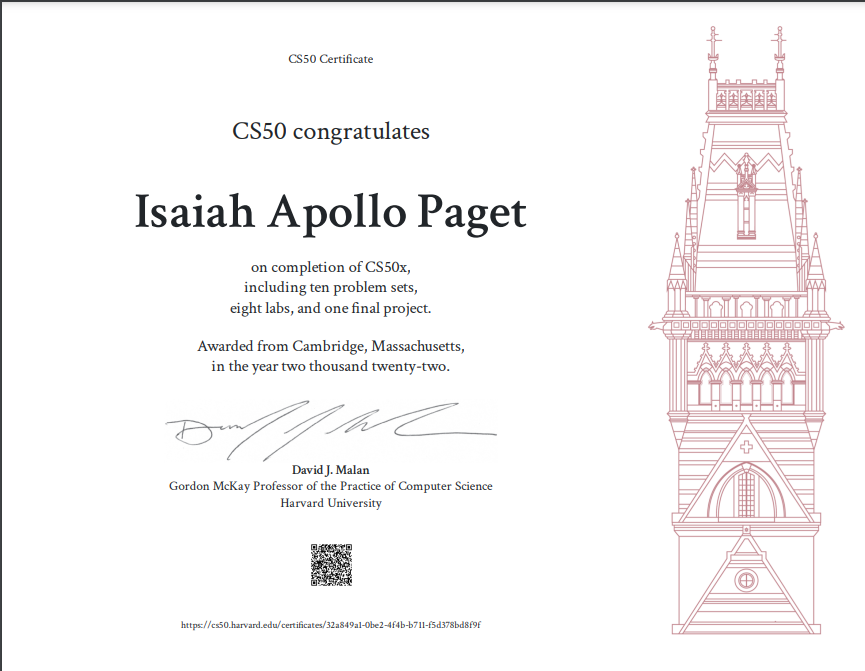 CS50 Certificate
CS50 congratulates
Isaiah Apollo Paget
on completion of CS50x,
including ten problem sets,
eight labs, and one final project.
Awarded from Cambridge, Massachusetts,
in the year two thousand twenty-two.
David J. Malan
Gordon McKay Professor of the Practice of Computer Science
Harvard University
https://cs50.harvard.edu/certificates/32a849a1-0be2-4f4b-b711-f5d378bd8f9f